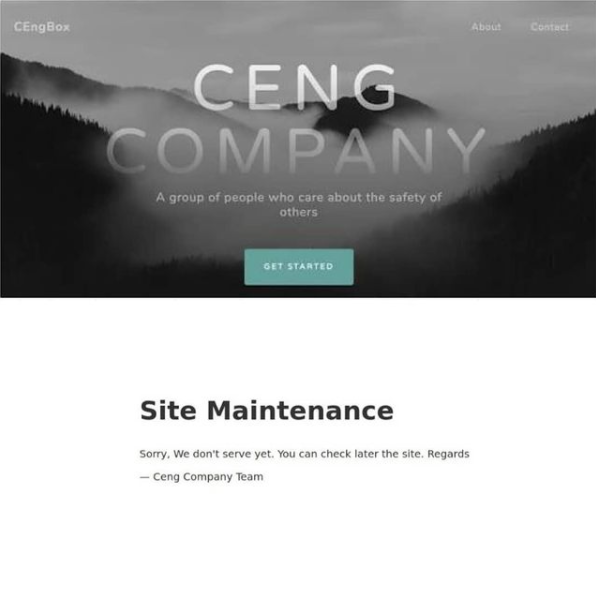 CEngBox
About
Contact
CENG
COMPANY
A group of people who care about the safety of
others
GET STARTED
Site Maintenance
Sorry, We don't serve yet. You can check later the site. Regards
— Ceng Company Team